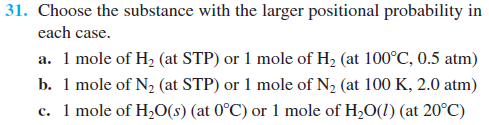 31. Choose the substance with the larger positional probability in
each case.
a. 1 mole of H₂ (at STP) or 1 mole of H₂ (at 100°C, 0.5 atm)
b. 1 mole of N₂ (at STP) or 1 mole of N₂ (at 100 K, 2.0 atm)
c. 1 mole of H₂O(s) (at 0°C) or 1 mole of H₂O(l) (at 20°C)